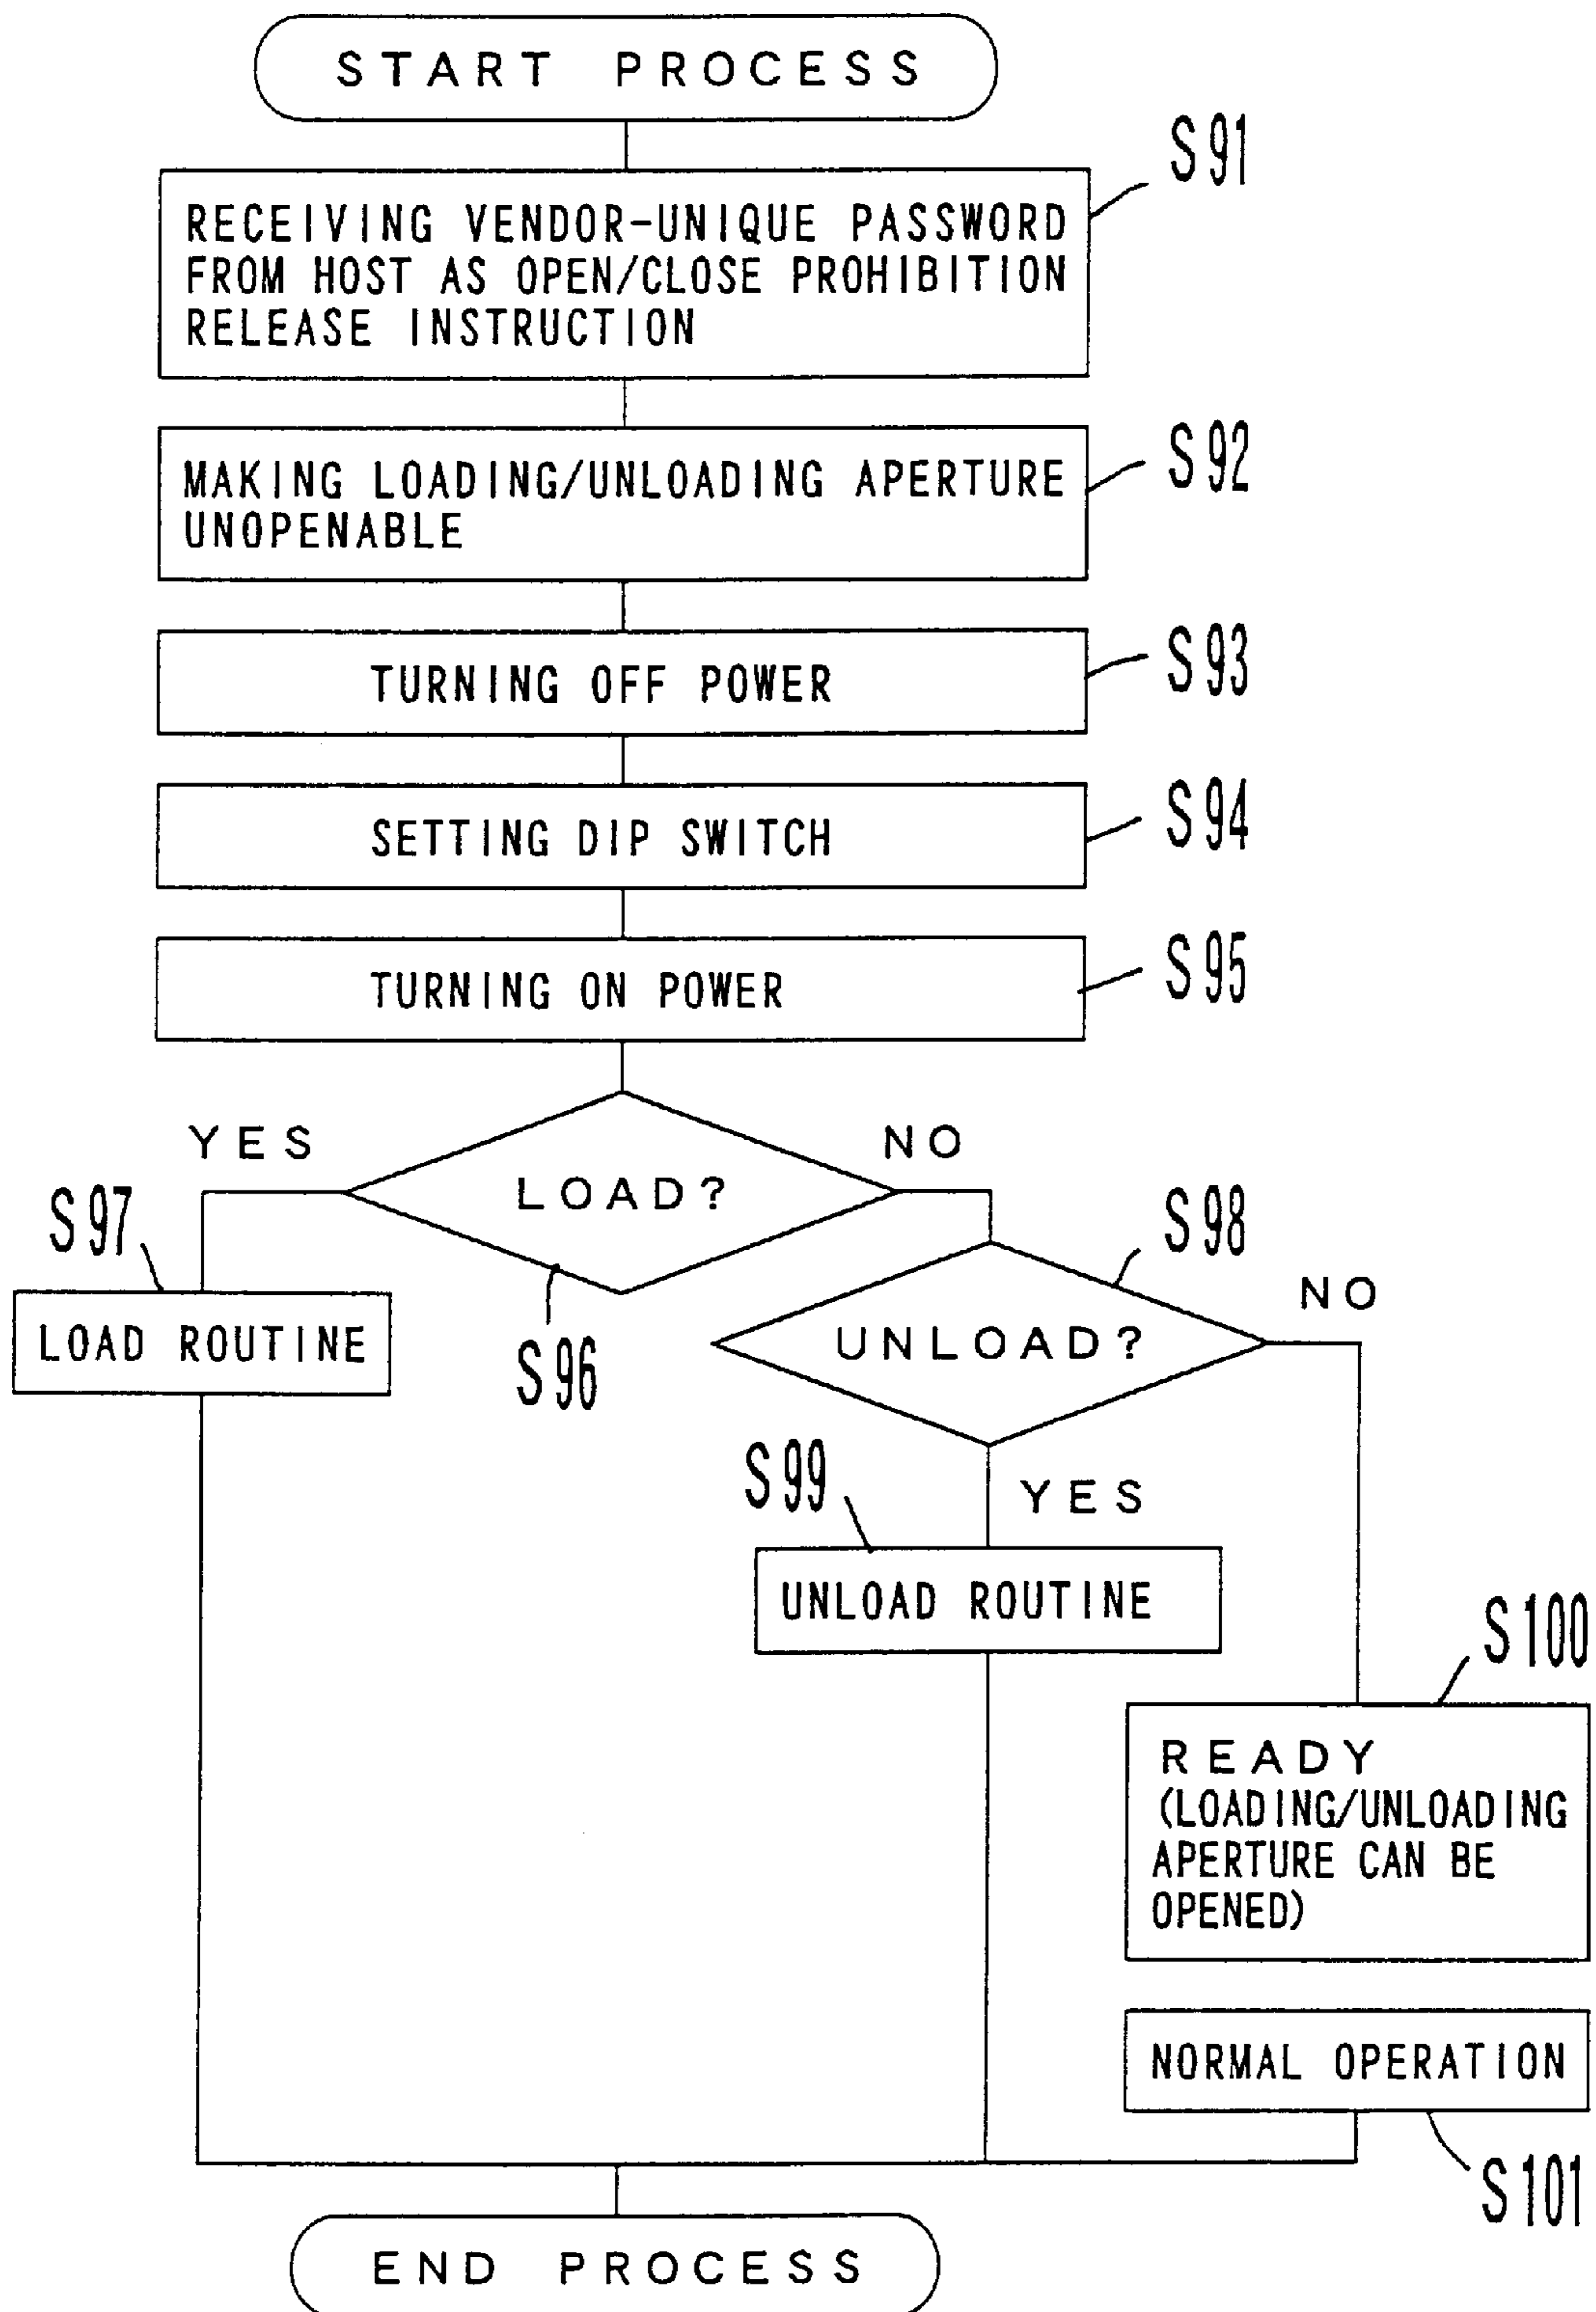 START PROCESS
S91
RECEIVING VENDOR-UNIQUE PASSWORD
FROM HOST AS OPEN/CLOSE PROHIBITION
RELEASE INSTRUCTION
S92
MAKING LOADING/UNLOADING APERTURE
UNOPENABLE
S93
TURNING OFF POWER
S94
SETTING DIP SWITCH
S95
TURNING ON POWER
YES
NO
LOAD?
S96
S97
LOAD ROUTINE
S98
UNLOAD?
NO
YES
S99
UNLOAD ROUTINE
S100
READY
(LOADING/UNLOADING
APERTURE CAN BE
OPENED)
NORMAL OPERATION
S101
END PROCESS